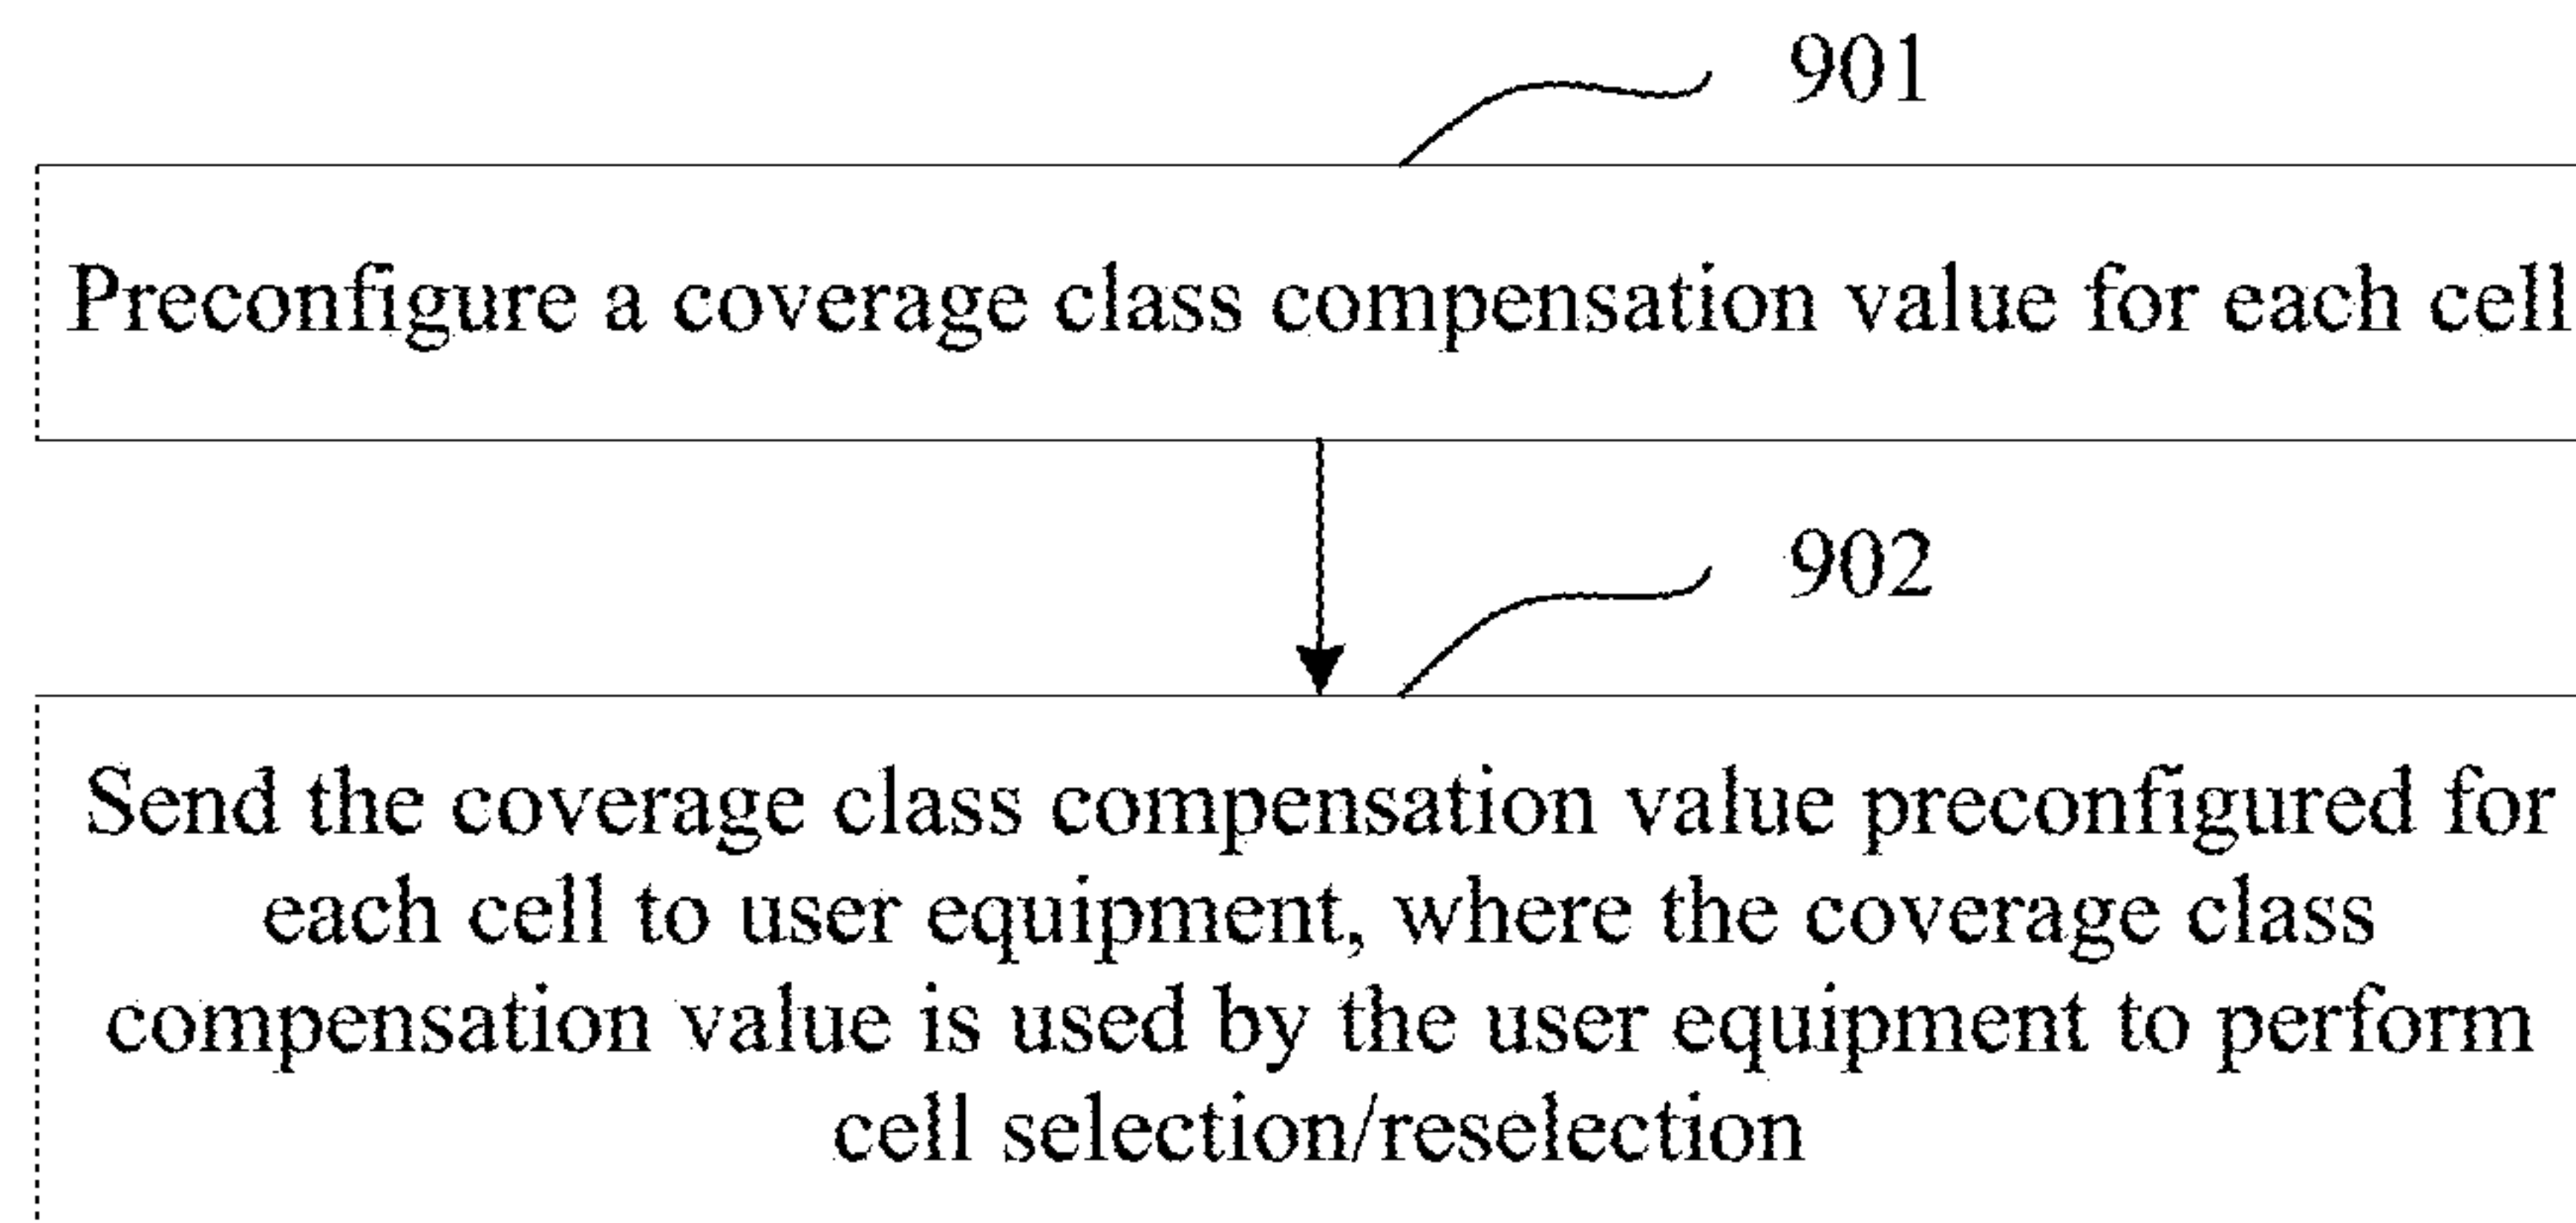 901
Preconfigure a coverage class compensation value for each cell
902
Send the coverage class compensation value preconfigured for
each cell to user equipment, where the coverage class
compensation value is used by the user equipment to perform
cell selection/reselection